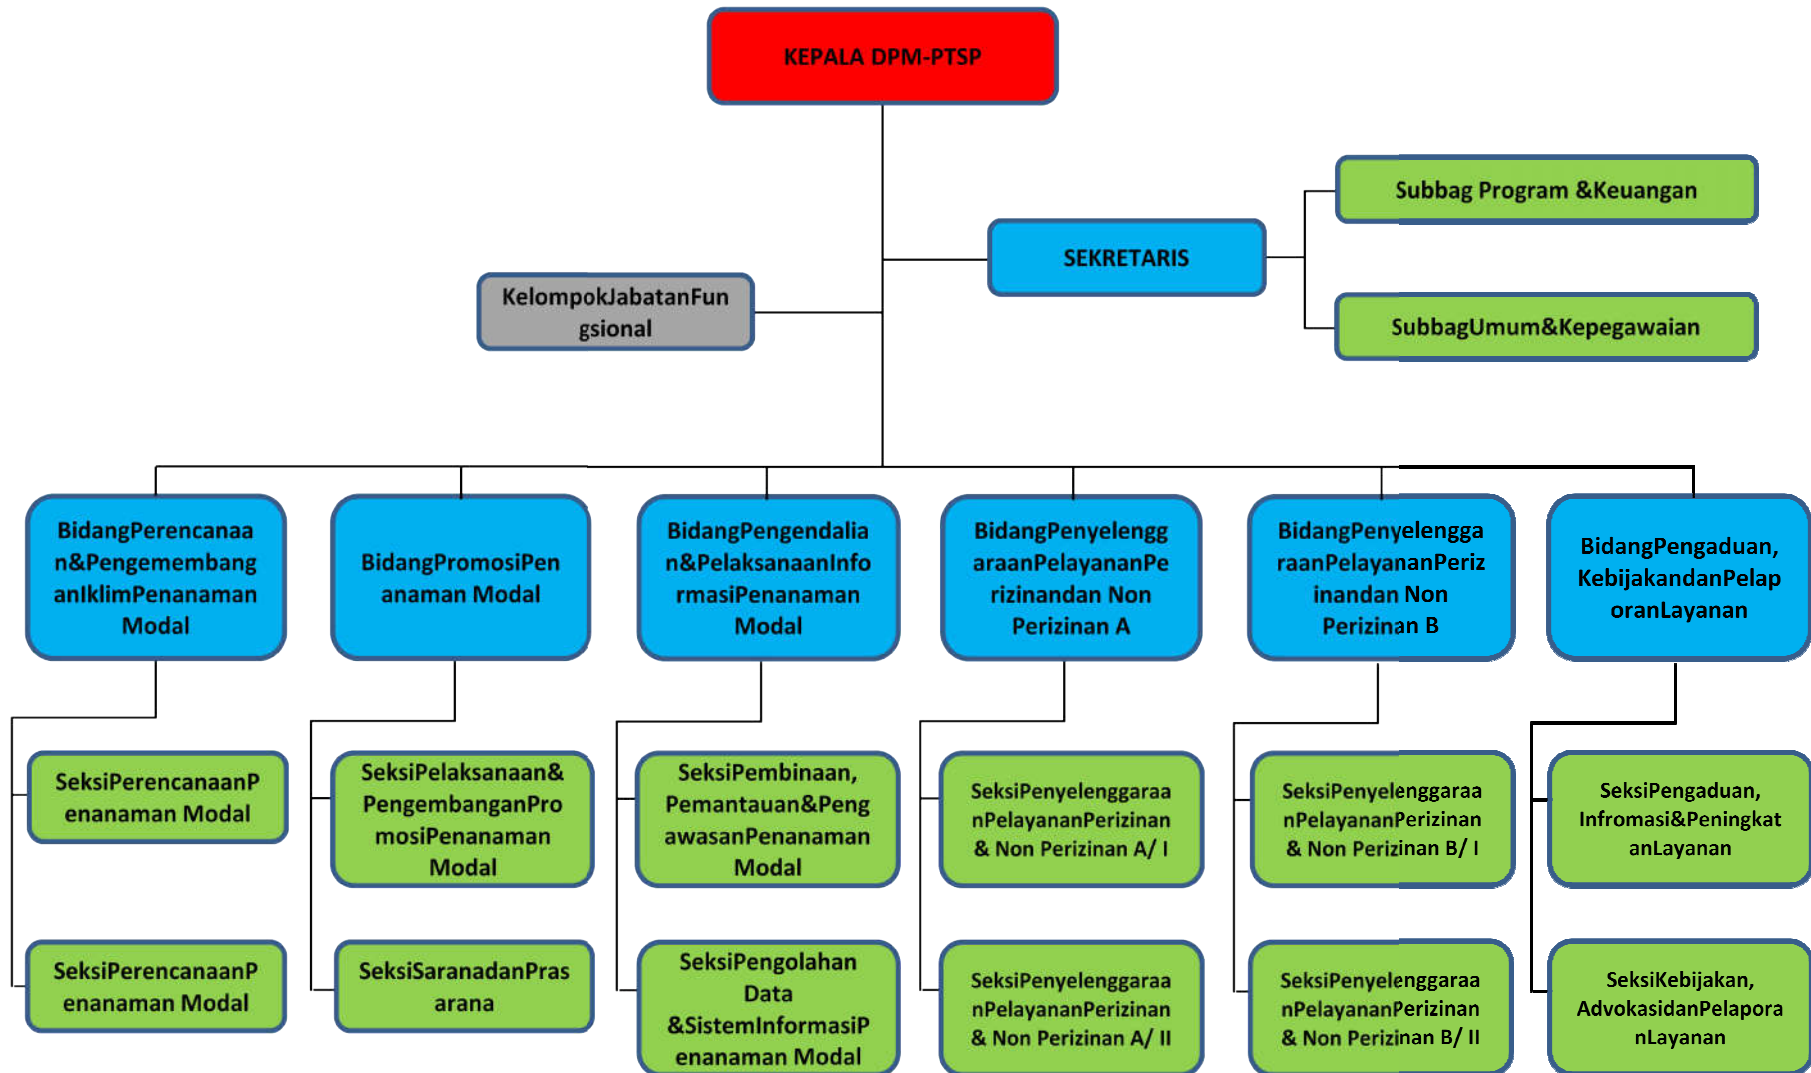 KEPALA DPM-PTSP
Subbag Program &Keuangan
SEKRETARIS
KelompokJabatanFun
gsional
SubbagUmum&Kepegawaian
BidangPerencanaa
n&Pengemembang
anIklimPenanaman
Modal
BidangPromosiPen
anaman Modal
BidangPengendalia
n&PelaksanaanInfo
rmasiPenanaman
Modal
BidangPenyelengg
araanPelayananPe
rizinandan Non
Perizinan A
BidangPenyelengga
raanPelayananPeriz
inandan Non
Perizinan B
BidangPengaduan,
KebijakandanPelap
oranLayanan
SeksiPerencanaanP
enanaman Modal
SeksiPelaksanaan&
PengembanganPro
mosiPenanaman
Modal
SeksiPembinaan,
Pemantauan&Peng
awasanPenanaman
Modal
SeksiPenyelenggaraa
nPelayananPerizinan
& Non Perizinan A/ I
SeksiPenyelenggaraa
nPelayananPerizinan
& Non Perizinan B/ I
SeksiPengaduan,
Infromasi&Peningkat
anLayanan
SeksiPerencanaanP
enanaman Modal
SeksiSaranadanPras
arana
SeksiPengolahan
Data
&SistemInformasiP
enanaman Modal
SeksiPenyelenggaraa
nPelayananPerizinan
& Non Perizinan A/ II
SeksiPenyelenggaraa
nPelayananPerizinan
& Non Perizinan B/ II
SeksiKebijakan,
AdvokasidanPelapora
nLayanan